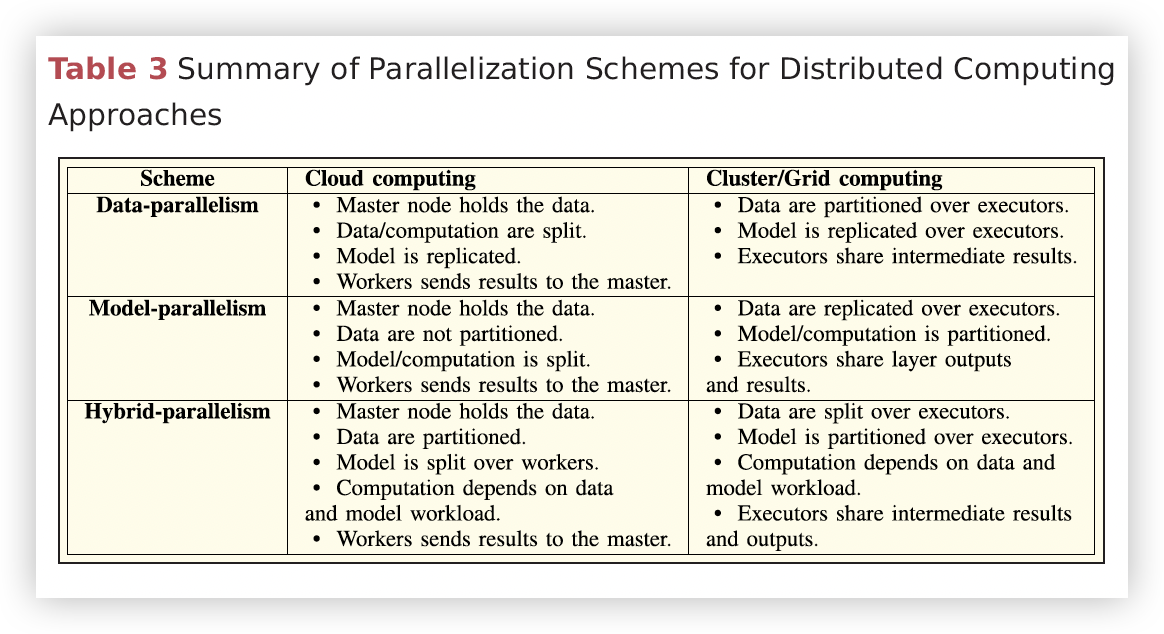 Table 3 Summary of Parallelization Schemes for Distributed Computing
Approaches
Scheme
Cloud computing
Cluster/Grid computing
Data-parallelism
• Master node holds the data.
• Data/computation are split.
• Model is replicated.
• Workers sends results to the master.
• Data are partitioned over executors.
• Model is replicated over executors.
• Executors share intermediate results.
Model-parallelism
• Master node holds the data.
• Data are not partitioned.
• Model/computation is split.
• Workers sends results to the master.
• Data are replicated over executors.
• Model/computation is partitioned.
• Executors share layer outputs
and results.
Hybrid-parallelism
• Master node holds the data.
• Data are partitioned.
• Model is split over workers.
• Computation depends on data
and model workload.
• Workers sends results to the master.
• Data are split over executors.
• Model is partitioned over executors.
• Computation depends on data and
model workload.
• Executors share intermediate results
and outputs.